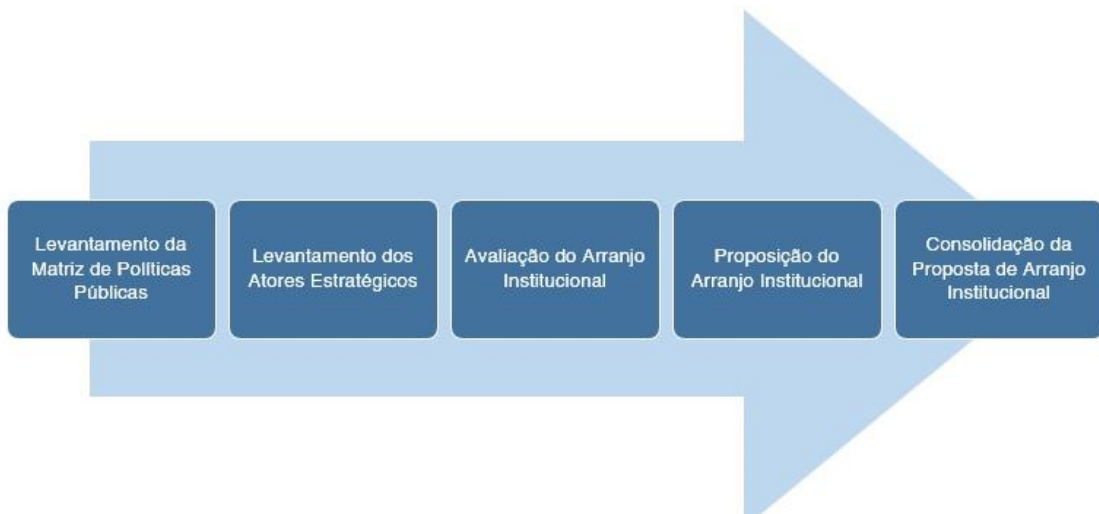 Levantamento da
Matriz de Políticas
Públicas
Levantamento dos
Atores Estratégicos
Avaliação do Arranjo
Institucional
Proposição do
Arranjo Institucional
Consolidação da
Proposta de Arranjo
Institucional